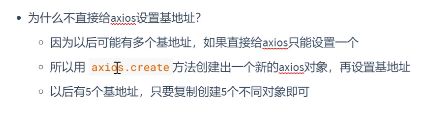 为什么不直接给axios设置基地址？
因为以后可能有多个基地址，如果直接给axios只能设置一个
所以用 axios.create 方法创建出一个新的axios对象，再设置基地址
以后有5个基地址，只要复制创建5个不同对象即可